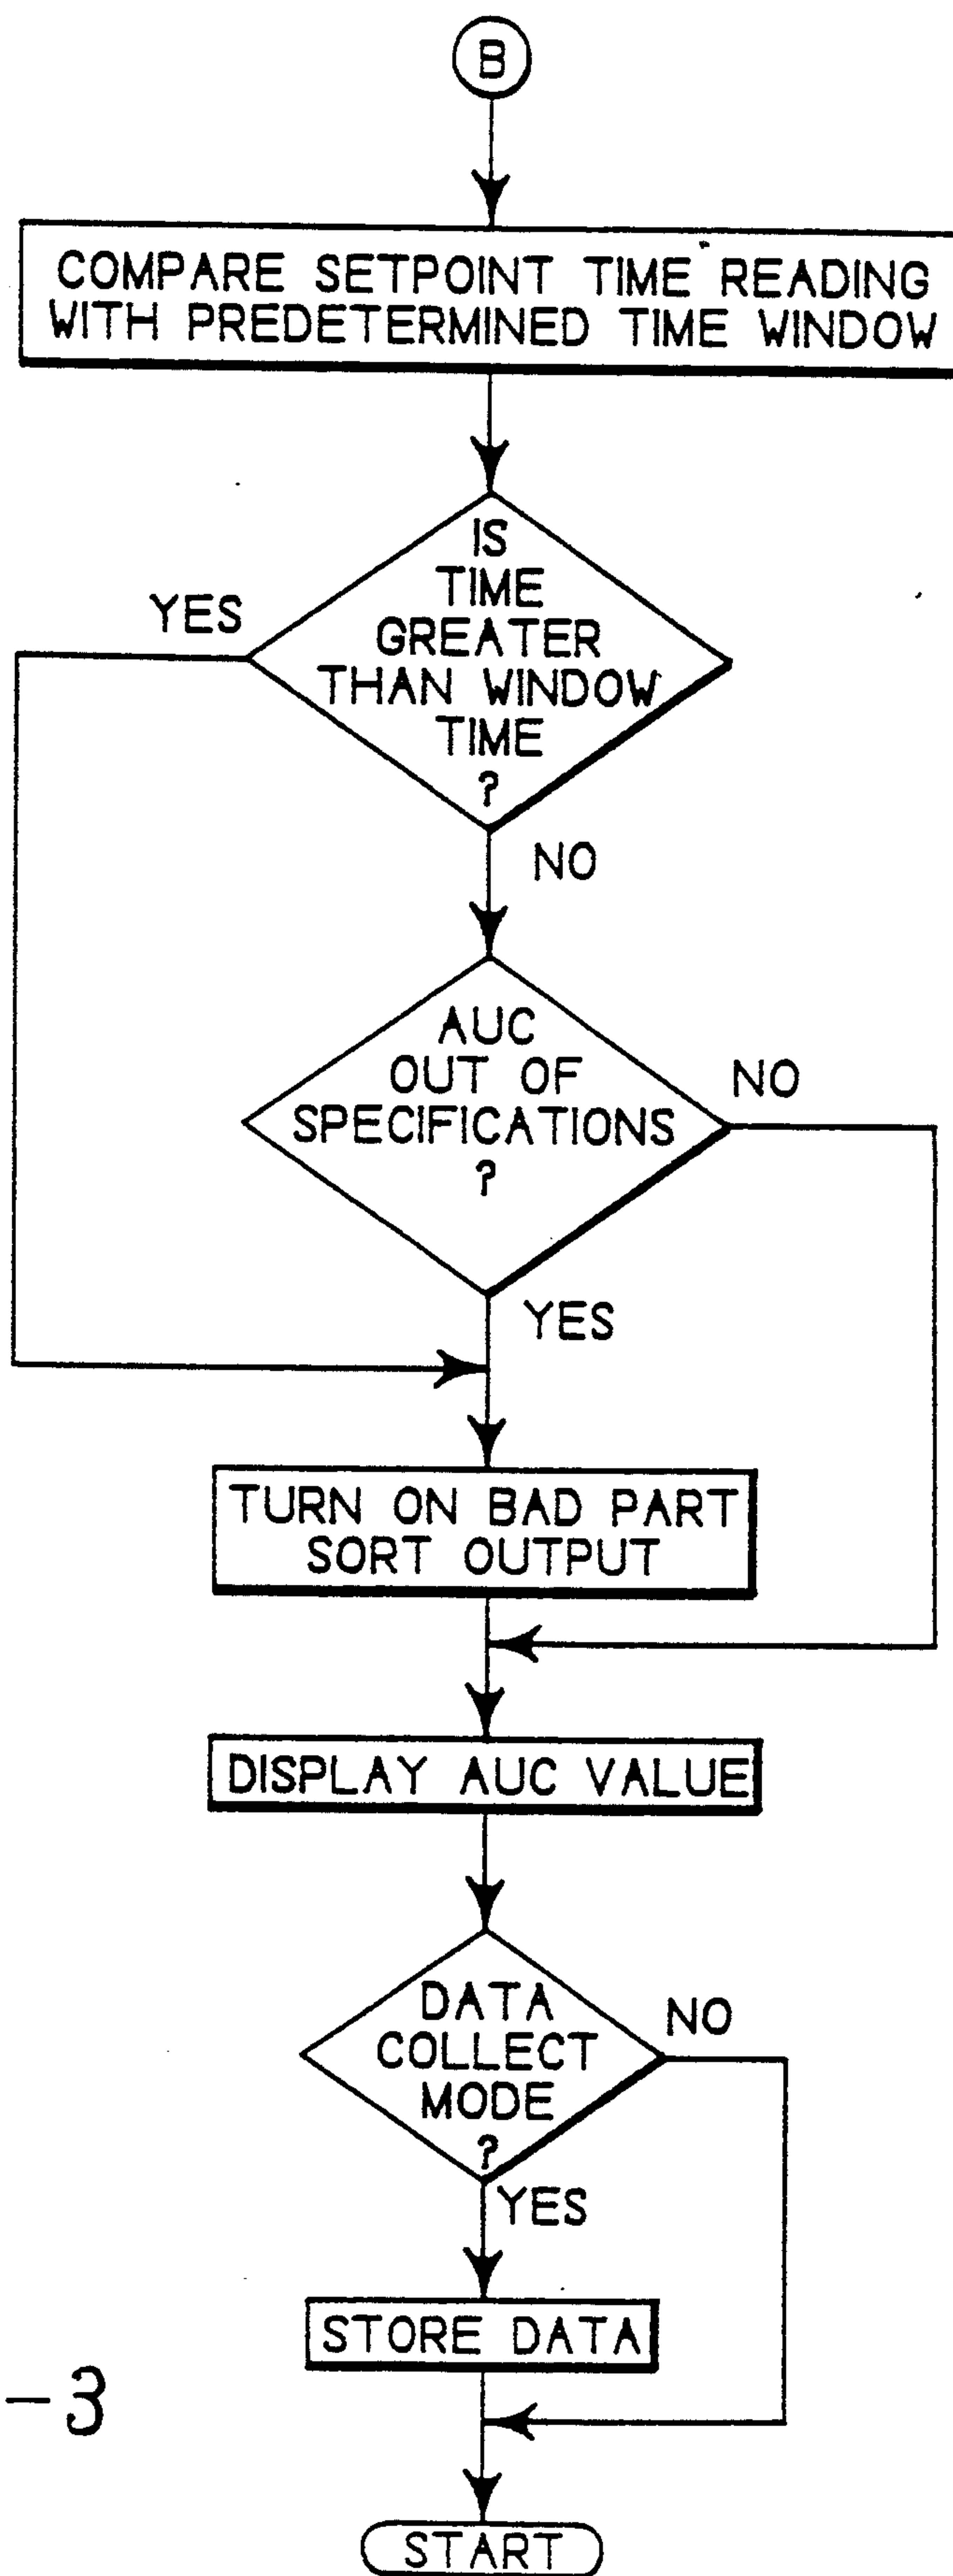 B
COMPARE SETPOINT TIME READING
WITH PREDETERMINED TIME WINDOW
IS
TIME
GREATER
THAN WINDOW
TIME
?
YES
NO
AUC
OUT OF
SPECIFICATIONS
?
NO
YES
TURN ON BAD PART
SORT OUTPUT
DISPLAY AUC VALUE
DATA
COLLECT
MODE
?
NO
YES
STORE DATA
-3
START